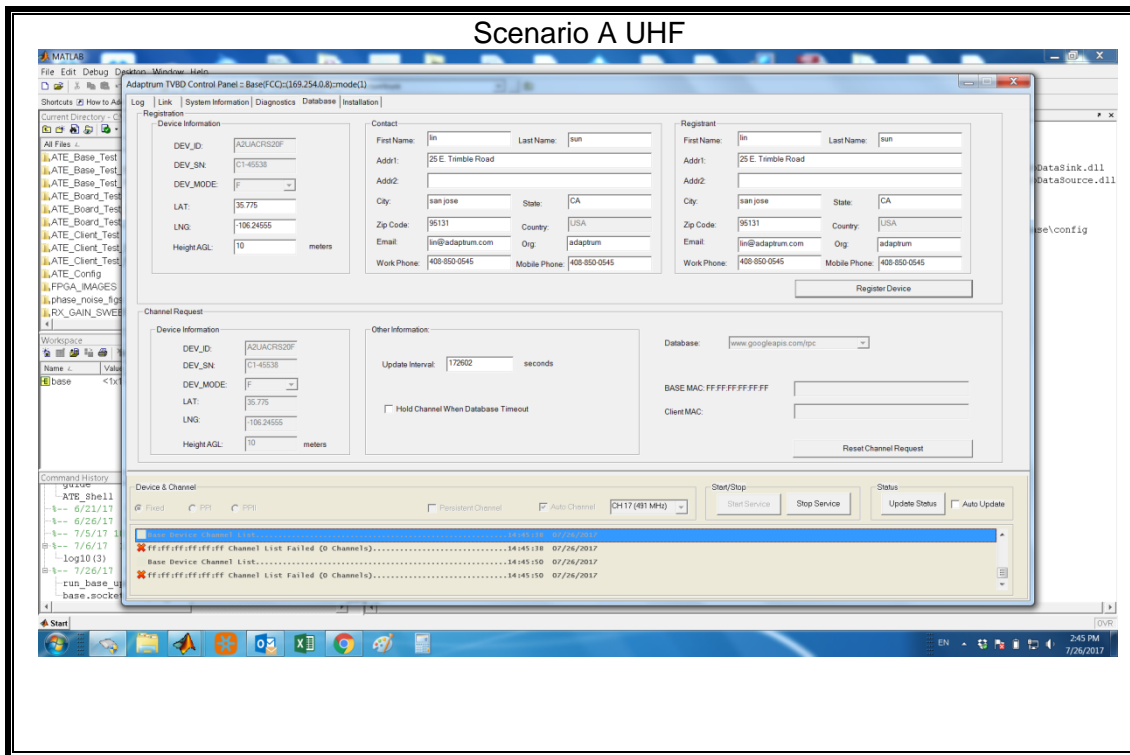 Scenario A UHF
MATLAB
File Edit Debug Desktop Window Help
Adaptrum TVBD Control Panel :: Base(FCC)::(169.254.0.8)::mode(1)
Shortcuts How to Ad
Log Link System Information Diagnostics Database Installation
Current Directory - C:
All Files
ATE_Base_Test
ATE_Base_Test_
ATE_Base_Test_
ATE_Board_Test
ATE_Board_Test
ATE_Board_Test
ATE_Client_Test
ATE_Client_Test
ATE_Client_Test
ATE_Config
FPGA_IMAGES
phase_noise_figs
RX_GAIN_SWEE
DataSink.dll
DataSource.dll
ase\config
Registration
Device Information
DEV_ID: A2UACRS20F
DEV_SN: C1-45538
DEV_MODE: F
LAT: 35.775
LNG: -106.24555
Height AGL: 10 meters
Contact
First Name: lin Last Name: sun
Addr1: 25 E. Trimble Road
Addr2:
City: san jose State: CA
Zip Code: 95131 Country: USA
Email: lin@adaptrum.com Org: adaptrum
Work Phone: 408-850-0545 Mobile Phone: 408-850-0545
Registrant
First Name: lin Last Name: sun
Addr1: 25 E. Trimble Road
Addr2:
City: san jose State: CA
Zip Code: 95131 Country: USA
Email: lin@adaptrum.com Org: adaptrum
Work Phone: 408-850-0545 Mobile Phone: 408-850-0545
Register Device
Channel Request
Device Information
DEV_ID: A2UACRS20F
DEV_SN: C1-45538
DEV_MODE: F
LAT: 35.775
LNG: -106.24555
Height AGL: 10 meters
Other Information:
Update Interval: 172602 seconds
Hold Channel When Database Timeout
Database: www.googleapis.com/rpc
BASE MAC: FF:FF:FF:FF:FF:FF
Client MAC:
Reset Channel Request
Workspace
Name Value
base <1x1
Command History
guide
ATE_Shell
%-- 6/21/17
%-- 6/26/17
%-- 7/5/17 10
%-- 7/6/17
log10(3)
%-- 7/26/17
run_base_up
base.socket
Device & Channel
Fixed PPI PPII Persistent Channel Auto Channel CH 17 (491 MHz)
Start/Stop
Start Service Stop Service
Status
Update Status Auto Update
Base Device Channel List................................................14:45:38 07/26/2017
ff:ff:ff:ff:ff:ff Channel List Failed (0 Channels)...........................14:45:38 07/26/2017
Base Device Channel List................................................14:45:50 07/26/2017
ff:ff:ff:ff:ff:ff Channel List Failed (0 Channels)...........................14:45:50 07/26/2017
Start
OVR
EN
2:45 PM
7/26/2017